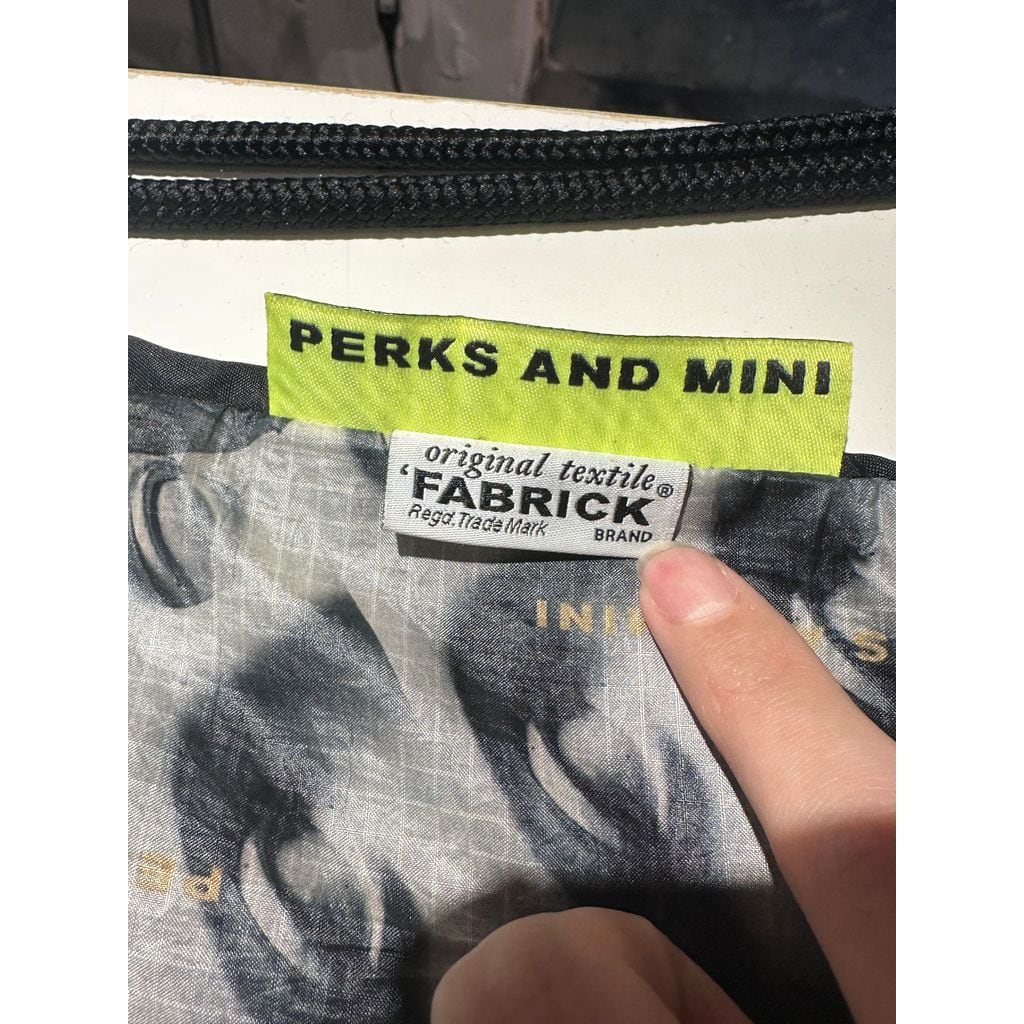 PERKS AND MINI
original textile
‘FABRICK®
Regd. Trade Mark BRAND